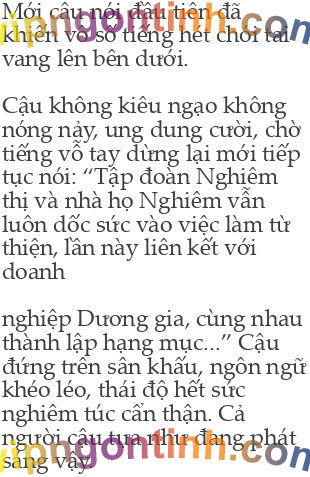 Mới câu nói đầu tiên đã
khiến vô số tiếng hét chói tai
vang lên bên dưới.
Cậu không kiêu ngạo không
nóng nảy, ung dung cười, chờ
tiếng vỗ tay dừng lại mới tiếp
tục nói: “Tập đoàn Nghiêm
thị và nhà họ Nghiêm vẫn
luôn dốc sức vào việc làm từ
thiện, lần này liên kết với
doanh
nghiệp Dương gia, cùng nhau
thành lập hạng mục...” Cậu
đứng trên sân khấu, ngôn ngữ
khéo léo, thái độ hết sức
nghiêm túc cẩn thận. Cả
người cậu tựa như đang phát
sáng vậy.
vipngontinh.com
vipngontinh.com